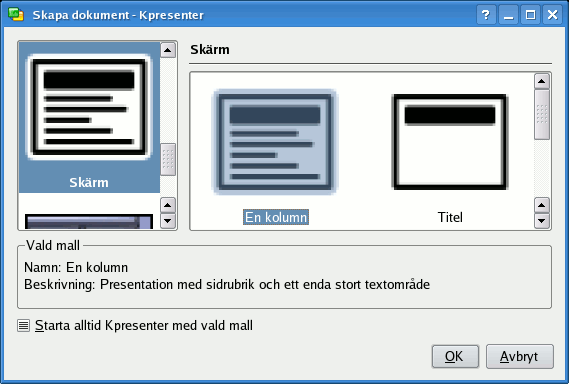 Skapa dokument - Kpresenter
Skärm
Skärm
En kolumn
Titel
Vald mall
Namn: En kolumn
Beskrivning: Presentation med sidrubrik och ett enda stort textområde
Starta alltid Kpresenter med vald mall
OK
Avbryt